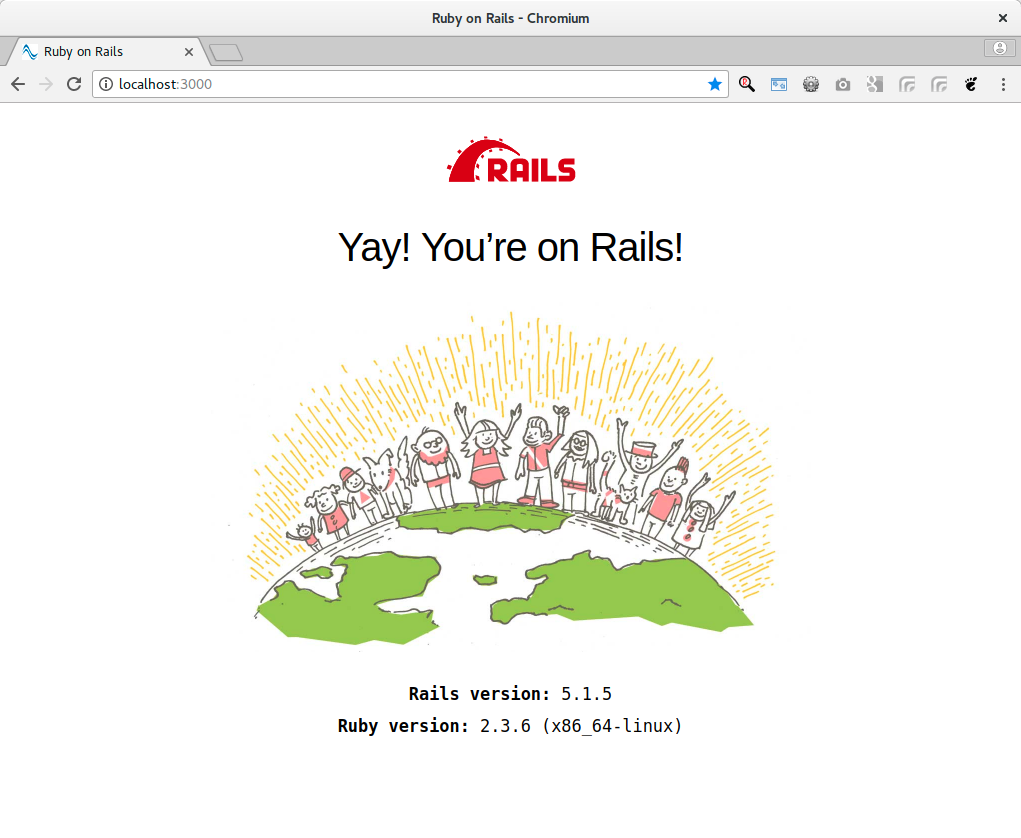 Ruby on Rails - Chromium
Ruby on Rails
localhost:3000
RAILS
Yay! You’re on Rails!
Rails version: 5.1.5
Ruby version: 2.3.6 (x86_64-linux)